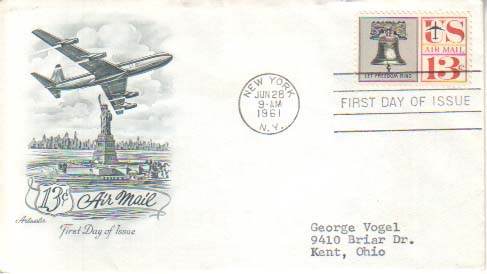 US
AIR MAIL
13c
LET FREEDOM RING
NEW YORK
JUN 28
9-AM
1961
N.Y.
FIRST DAY OF ISSUE
13¢ Air Mail
Artmaster
First Day of Issue
George Vogel
9410 Briar Dr.
Kent, Ohio